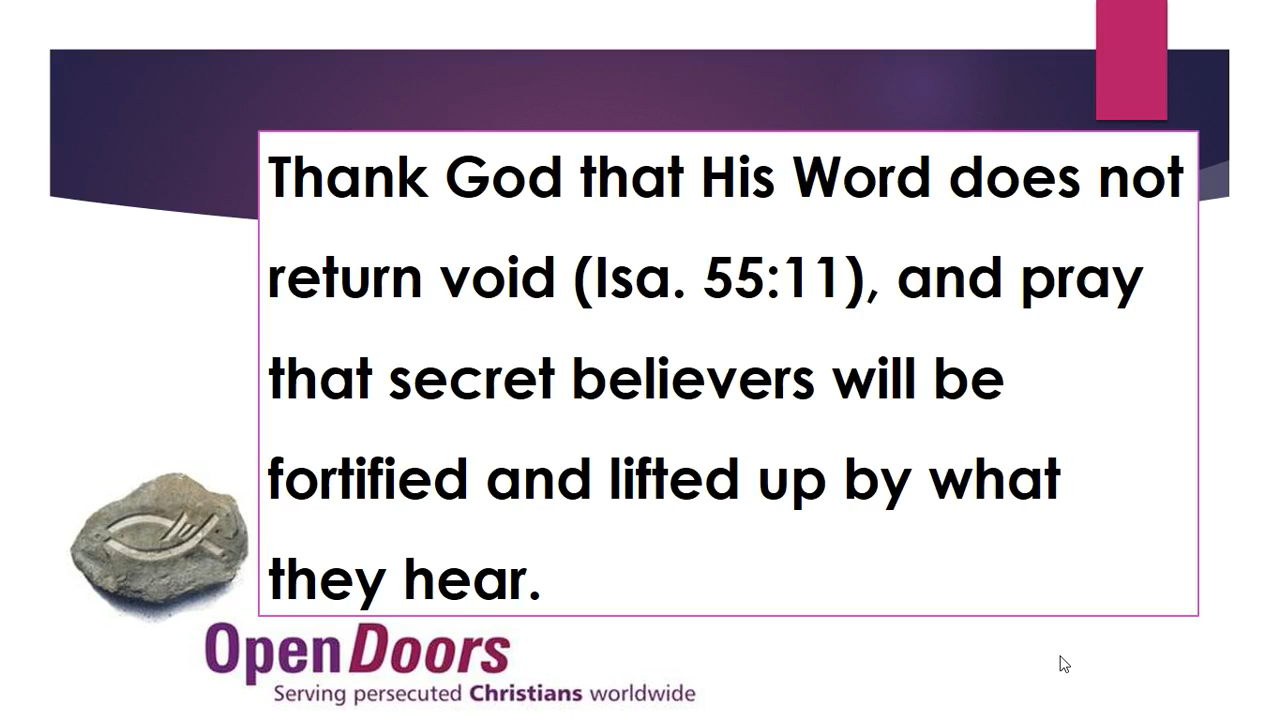 Thank God that His Word does not
return void (Isa. 55:11), and pray
that secret believers will be
fortified and lifted up by what
they hear.
OpenDoors
Serving persecuted Christians worldwide